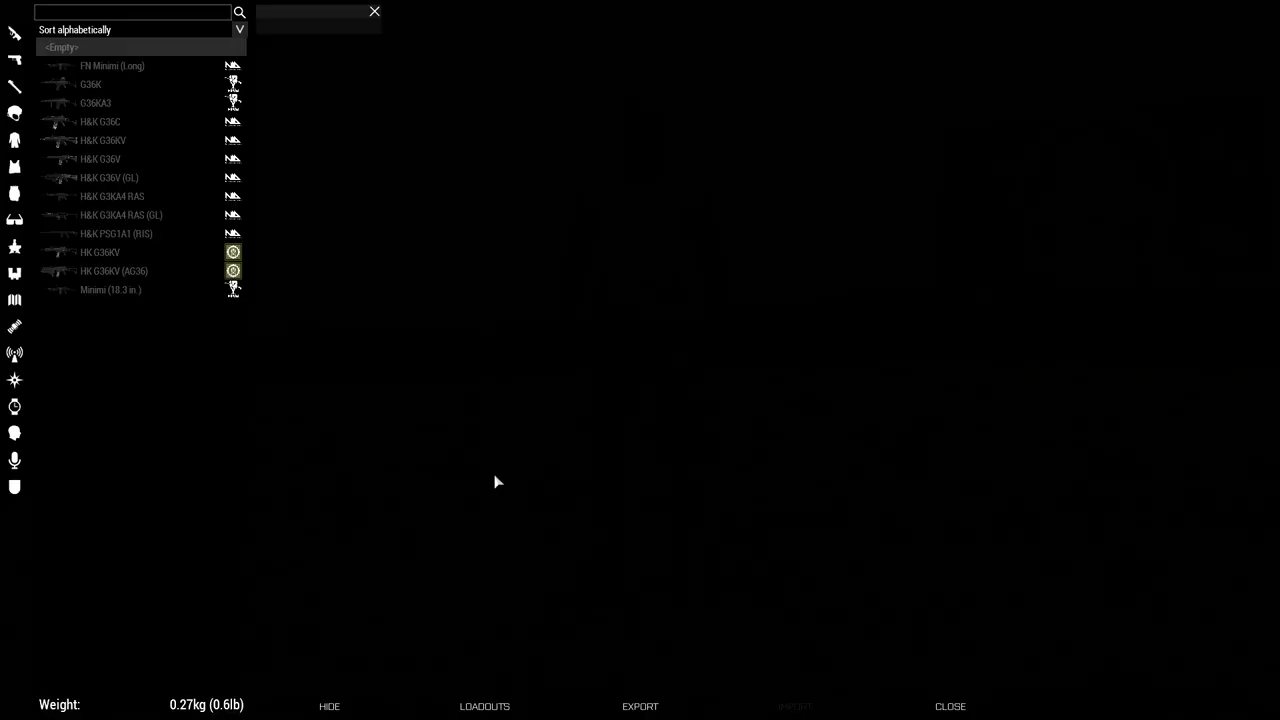 Sort alphabetically
<Empty>
FN Minimi (Long)
G36K
G36KA3
H&K G36C
H&K G36KV
H&K G36V
H&K G36V (GL)
H&K G3KA4 RAS
H&K G3KA4 RAS (GL)
H&K PSG1A1 (RIS)
HK G36KV
HK G36KV (AG36)
Minimi (18.3 in.)
Weight: 0.27kg (0.6lb) HIDE LOADOUTS EXPORT IMPORT CLOSE